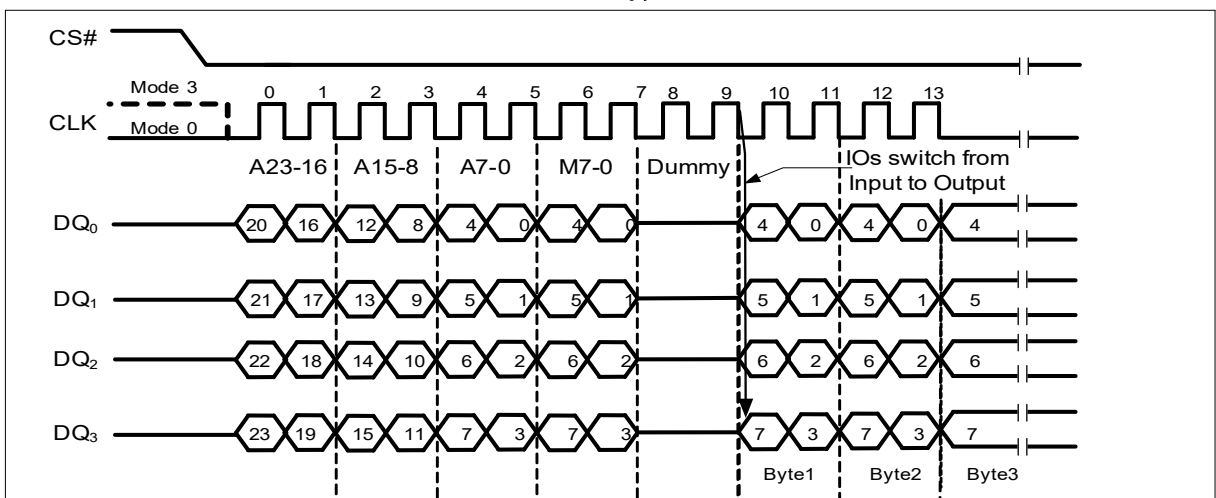 CS#
Mode 3
0 1 2 3 4 5 6 7 8 9 10 11 12 13
CLK
Mode 0
A23-16 A15-8 A7-0 M7-0 Dummy
IOs switch from
Input to Output
DQ0 20 16 12 8 4 0 4 0 4 0 4 0 4
DQ1 21 17 13 9 5 1 5 1 5 1 5 1 5
DQ2 22 18 14 10 6 2 6 2 6 2 6 2 6
DQ3 23 19 15 11 7 3 7 3 7 3 7 3 7
Byte1 Byte2 Byte3